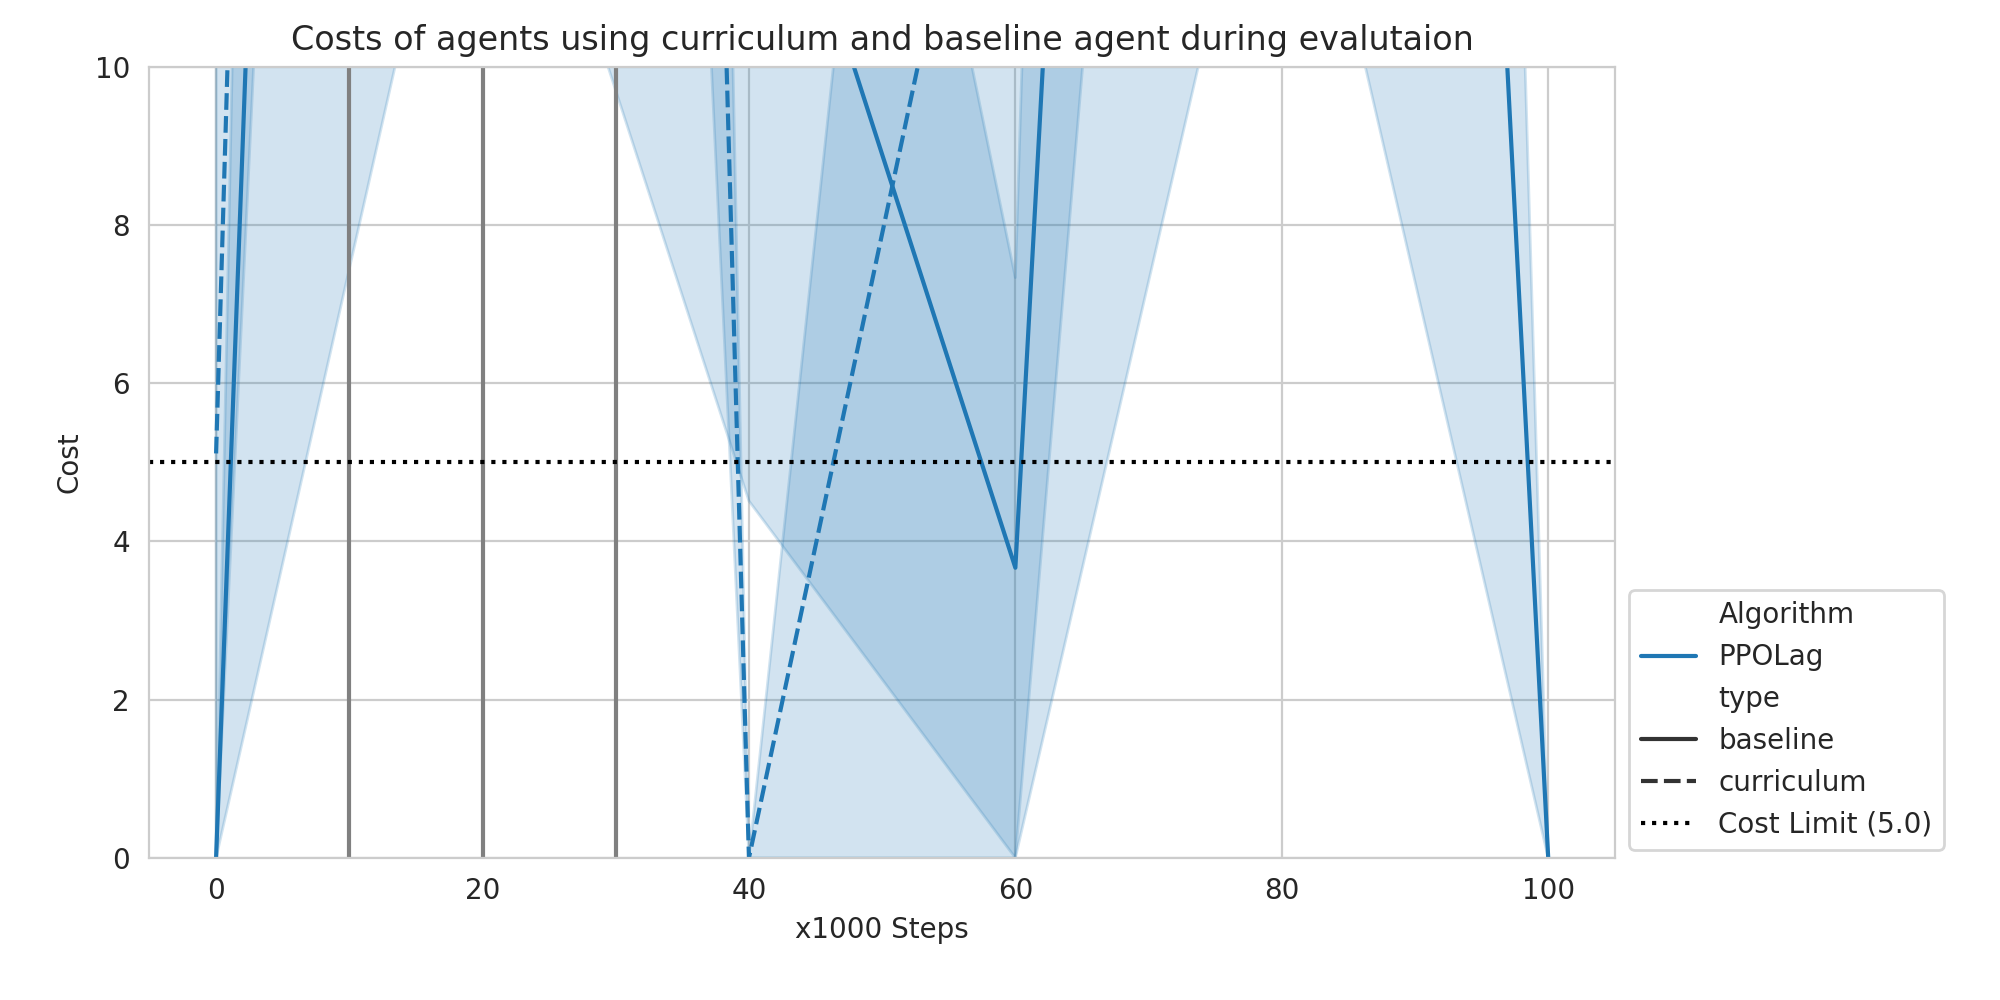 Costs of agents using curriculum and baseline agent during evalutaion
10
8
6
4
2
0
Cost
0 20 40 60 80 100
x1000 Steps
Algorithm
PPOLag
type
baseline
curriculum
Cost Limit (5.0)